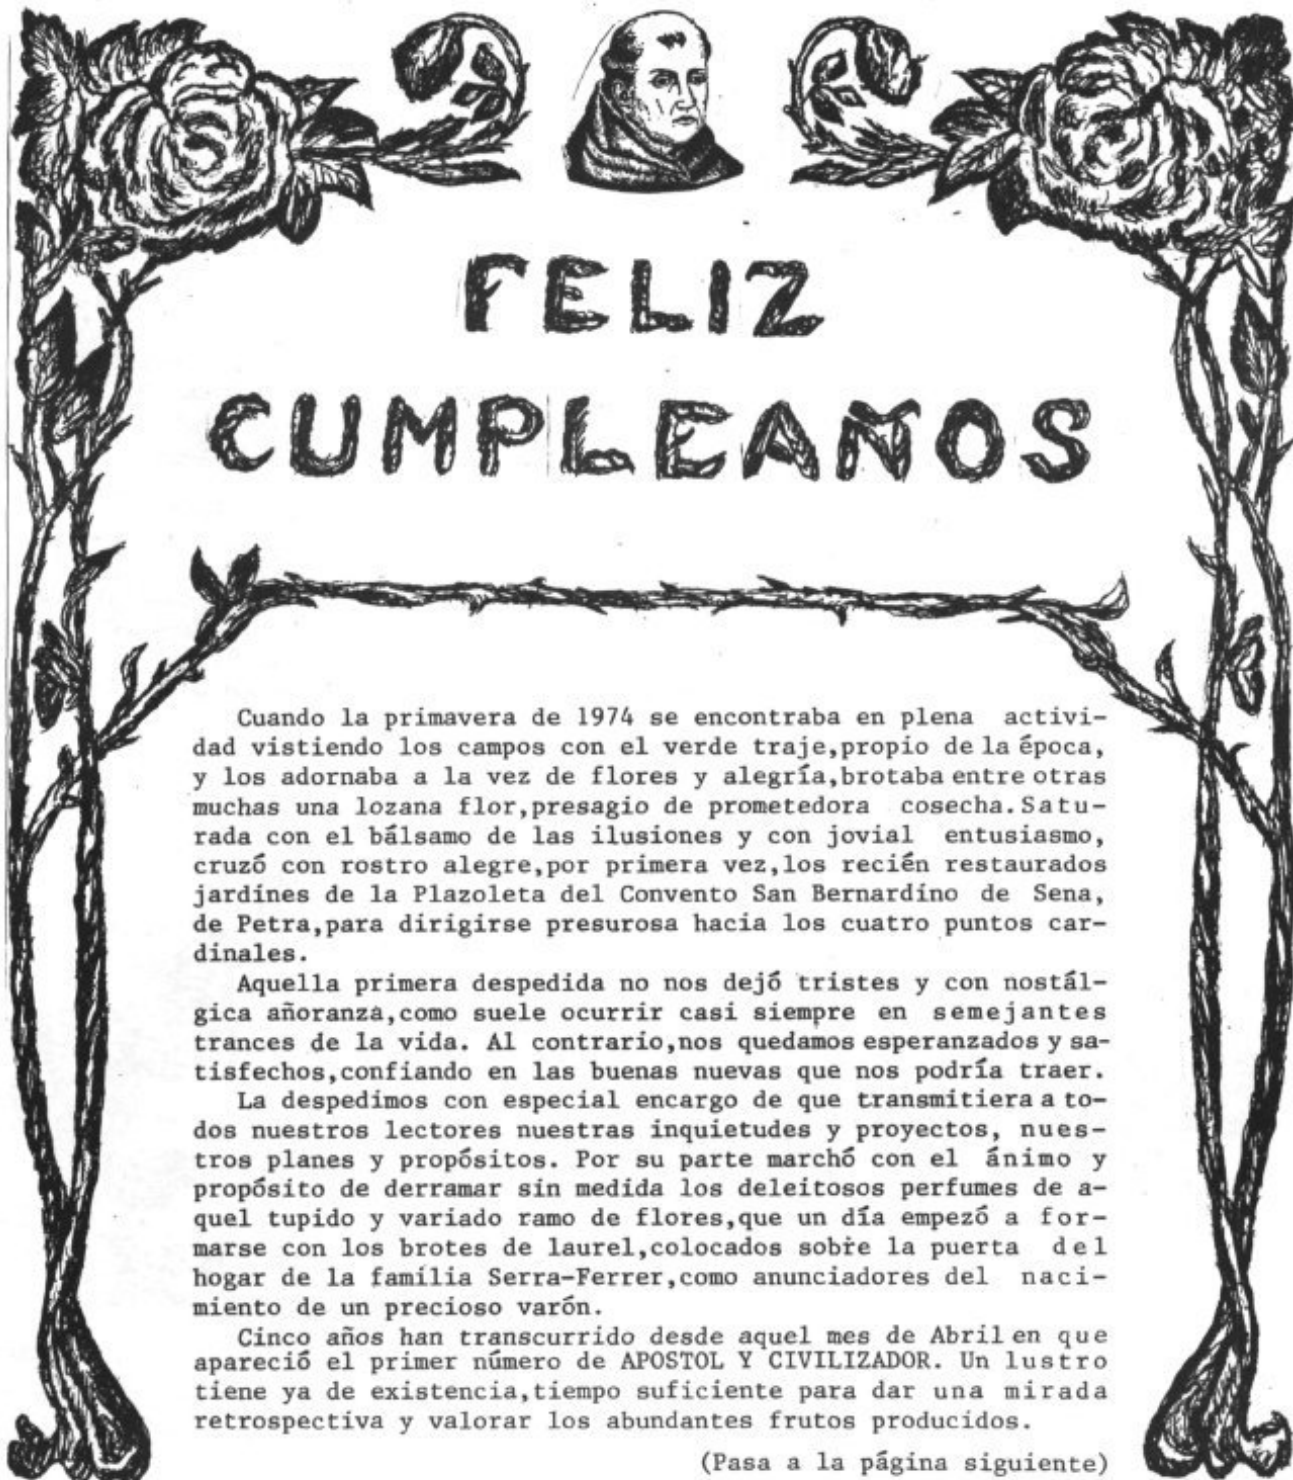 FELIZ
CUMPLEAÑOS
Cuando la primavera de 1974 se encontraba en plena activi-
dad vistiendo los campos con el verde traje,propio de la época,
y los adornaba a la vez de flores y alegría,brotaba entre otras
muchas una lozana flor,presagio de prometedora cosecha.Satu-
rada con el bálsamo de las ilusiones y con jovial entusiasmo,
cruzó con rostro alegre,por primera vez,los recién restaurados
jardines de la Plazoleta del Convento San Bernardino de Sena,
de Petra,para dirigirse presurosa hacia los cuatro puntos car-
dinales.
Aquella primera despedida no nos dejó tristes y con nostál-
gica añoranza,como suele ocurrir casi siempre en semejantes
trances de la vida. Al contrario,nos quedamos esperanzados y sa-
tisfechos,confiando en las buenas nuevas que nos podría traer.
La despedimos con especial encargo de que transmitiera a to-
dos nuestros lectores nuestras inquietudes y proyectos, nues-
tros planes y propósitos. Por su parte marchó con el ánimo y
propósito de derramar sin medida los deleitosos perfumes de a-
quel tupido y variado ramo de flores,que un día empezó a for-
marse con los brotes de laurel,colocados sobre la puerta del
hogar de la família Serra-Ferrer,como anunciadores del naci-
miento de un precioso varón.
Cinco años han transcurrido desde aquel mes de Abril en que
apareció el primer número de APOSTOL Y CIVILIZADOR. Un lustro
tiene ya de existencia,tiempo suficiente para dar una mirada
retrospectiva y valorar los abundantes frutos producidos.
(Pasa a la página siguiente)